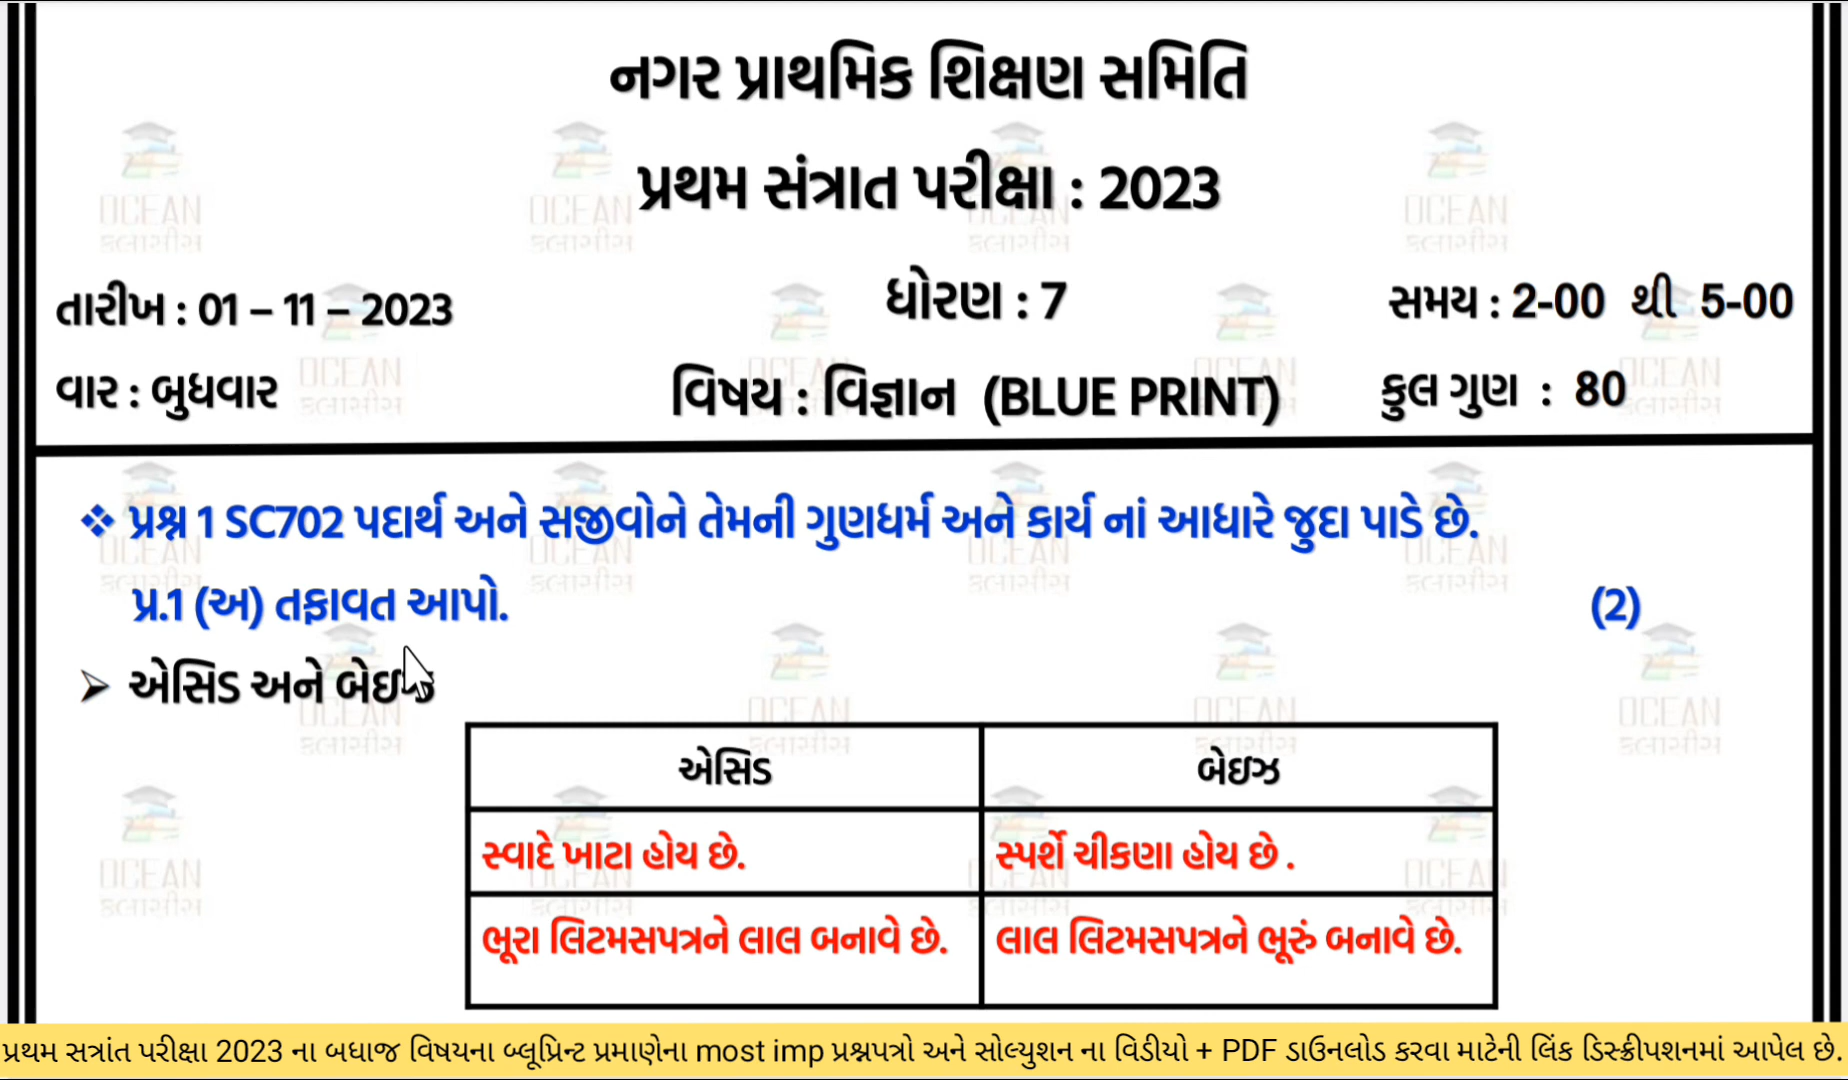 નગર પ્રાથમિક શિક્ષણ સમિતિ
પ્રથમ સંત્રાત પરીક્ષા : 2023
તારીખ : 01 – 11 – 2023 ધોરણ : 7 સમય : 2-00 થી 5-00
વાર : બુધવાર વિષય : વિજ્ઞાન (BLUE PRINT) કુલ ગુણ : 80
❖ પ્રશ્ન 1 SC702 પદાર્થ અને સજીવોને તેમની ગુણધર્મ અને કાર્ય નાં આધારે જુદા પાડે છે.
પ્ર.1 (અ) તફાવત આપો. (2)
➢ એસિડ અને બેઇઝ
એસિડ બેઇઝ
સ્વાદે ખાટા હોય છે. સ્પર્શે ચીકણા હોય છે .
ભૂરા લિટમસપત્રને લાલ બનાવે છે. લાલ લિટમસપત્રને ભૂરું બનાવે છે.
પ્રથમ સત્રાંત પરીક્ષા 2023 ના બધાજ વિષયના બ્લૂપ્રિન્ટ પ્રમાણેના most imp પ્રશ્નપત્રો અને સોલ્યુશન ના વિડીયો + PDF ડાઉનલોડ કરવા માટેની લિંક ડિસ્ક્રીપશનમાં આપેલ છે.
OCEAN
ક્લાસીસ